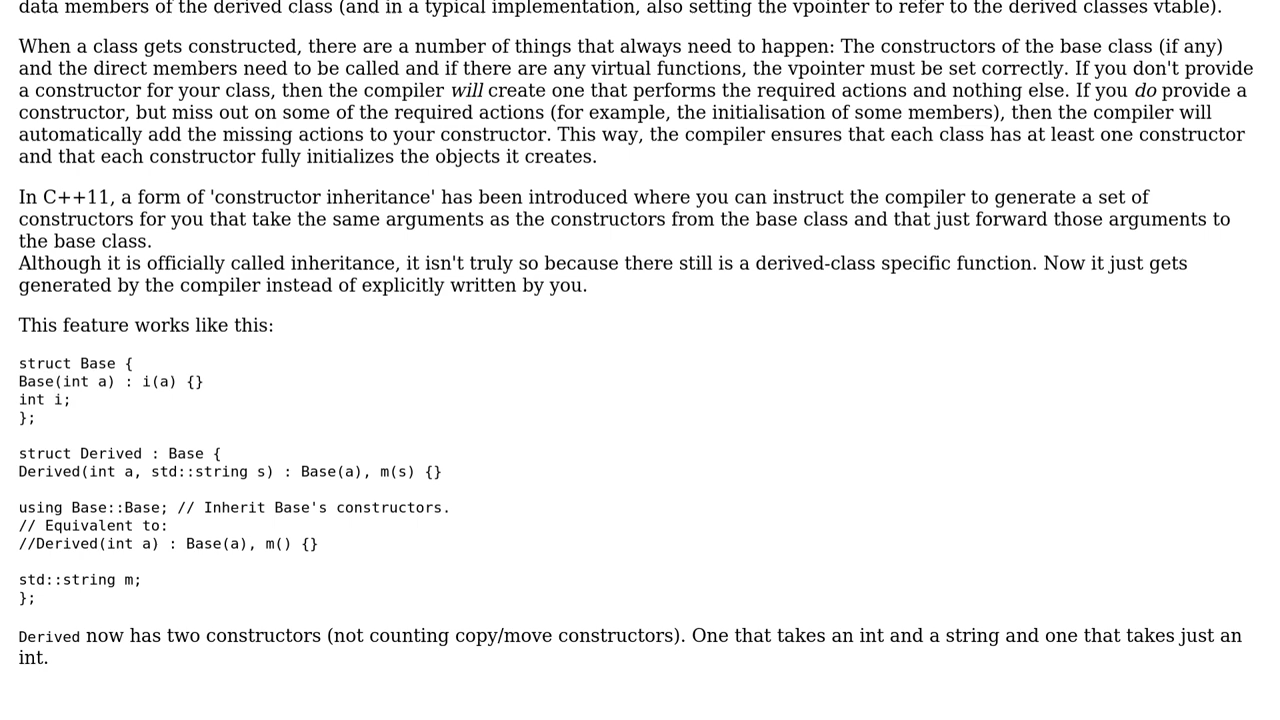 data members of the derived class (and in a typical implementation, also setting the vpointer to refer to the derived classes vtable).
When a class gets constructed, there are a number of things that always need to happen: The constructors of the base class (if any)
and the direct members need to be called and if there are any virtual functions, the vpointer must be set correctly. If you don't provide
a constructor for your class, then the compiler will create one that performs the required actions and nothing else. If you do provide a
constructor, but miss out on some of the required actions (for example, the initialisation of some members), then the compiler will
automatically add the missing actions to your constructor. This way, the compiler ensures that each class has at least one constructor
and that each constructor fully initializes the objects it creates.
In C++11, a form of 'constructor inheritance' has been introduced where you can instruct the compiler to generate a set of
constructors for you that take the same arguments as the constructors from the base class and that just forward those arguments to
the base class.
Although it is officially called inheritance, it isn't truly so because there still is a derived-class specific function. Now it just gets
generated by the compiler instead of explicitly written by you.
This feature works like this:
struct Base {
Base(int a) : i(a) {}
int i;
};
struct Derived : Base {
Derived(int a, std::string s) : Base(a), m(s) {}
using Base::Base; // Inherit Base's constructors.
// Equivalent to:
//Derived(int a) : Base(a), m() {}
std::string m;
};
Derived now has two constructors (not counting copy/move constructors). One that takes an int and a string and one that takes just an
int.